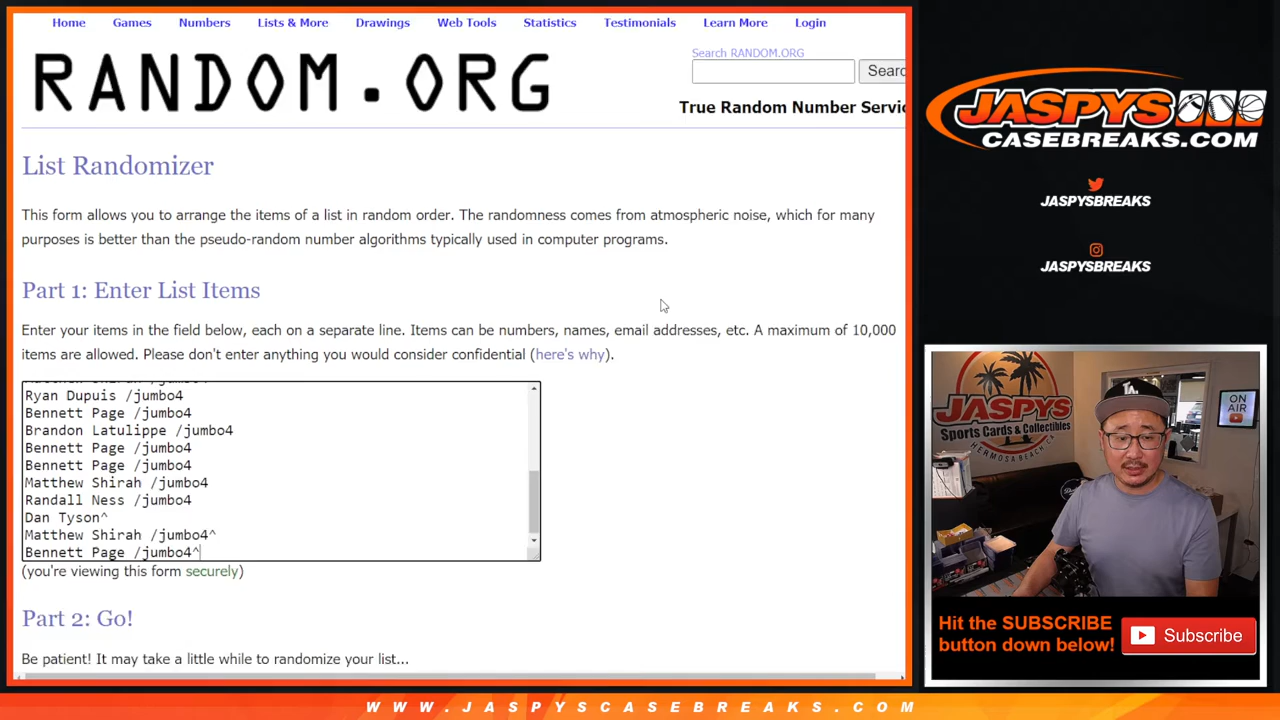 Home Games Numbers Lists & More Drawings Web Tools Statistics Testimonials Learn More Login
RANDOM.ORG
Search RANDOM.ORG
Searc
True Random Number Servic
List Randomizer
This form allows you to arrange the items of a list in random order. The randomness comes from atmospheric noise, which for many
purposes is better than the pseudo-random number algorithms typically used in computer programs.
Part 1: Enter List Items
Enter your items in the field below, each on a separate line. Items can be numbers, names, email addresses, etc. A maximum of 10,000
items are allowed. Please don't enter anything you would consider confidential (here's why).
Ryan Dupuis /jumbo4
Bennett Page /jumbo4
Brandon Latulippe /jumbo4
Bennett Page /jumbo4
Bennett Page /jumbo4
Matthew Shirah /jumbo4
Randall Ness /jumbo4
Dan Tyson^
Matthew Shirah /jumbo4^
Bennett Page /jumbo4^
(you're viewing this form securely)
Part 2: Go!
Be patient! It may take a little while to randomize your list...
JASPYS
CASEBREAKS.COM
JASPYSBREAKS
JASPYSBREAKS
JASPYS
Sports Cards & Collectibles
HERMOSA BEACH, CA
ON AIR
LA
Hit the SUBSCRIBE
button down below!
Subscribe
WWW.JASPYSCASEBREAKS.COM